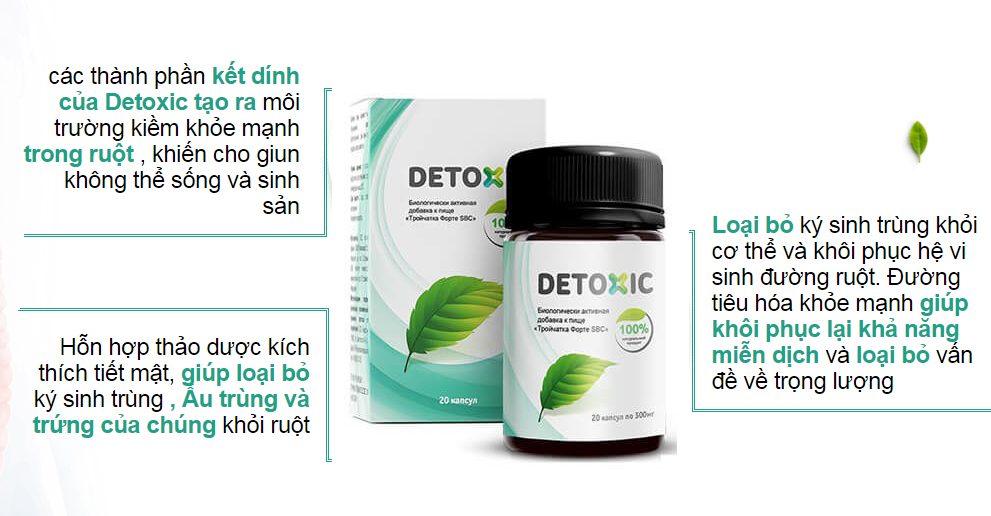 các thành phần kết dính
của Detoxic tạo ra môi
trường kiềm khỏe mạnh
trong ruột , khiến cho giun
không thể sống và sinh
sản
Hỗn hợp thảo dược kích
thích tiết mật, giúp loại bỏ
ký sinh trùng , Ấu trùng và
trứng của chúng khỏi ruột
DETOX
Биологически активная
добавка к пище
«Тройчатка Форте SBC»
20 капсул
DETOXIC
Биологически активная
добавка к пище
«Тройчатка Форте SBC»
100%
20 капсул по 300мг
Loại bỏ ký sinh trùng khỏi
cơ thể và khôi phục hệ vi
sinh đường ruột. Đường
tiêu hóa khỏe mạnh giúp
khôi phục lại khả năng
miễn dịch và loại bỏ vấn
đề về trọng lượng